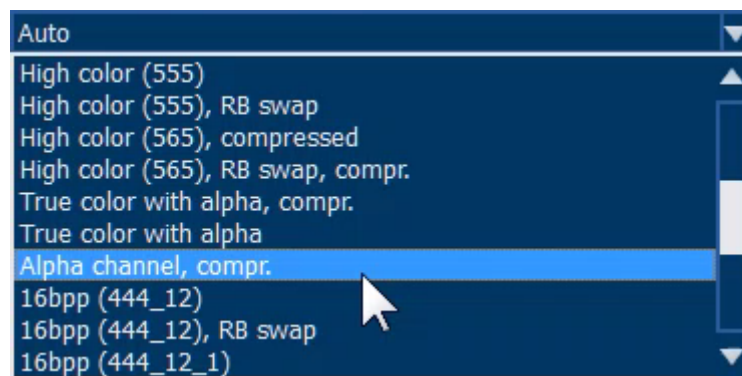 Auto
High color (555)
High color (555), RB swap
High color (565), compressed
High color (565), RB swap, compr.
True color with alpha, compr.
True color with alpha
Alpha channel, compr.
16bpp (444_12)
16bpp (444_12), RB swap
16bpp (444_12_1)